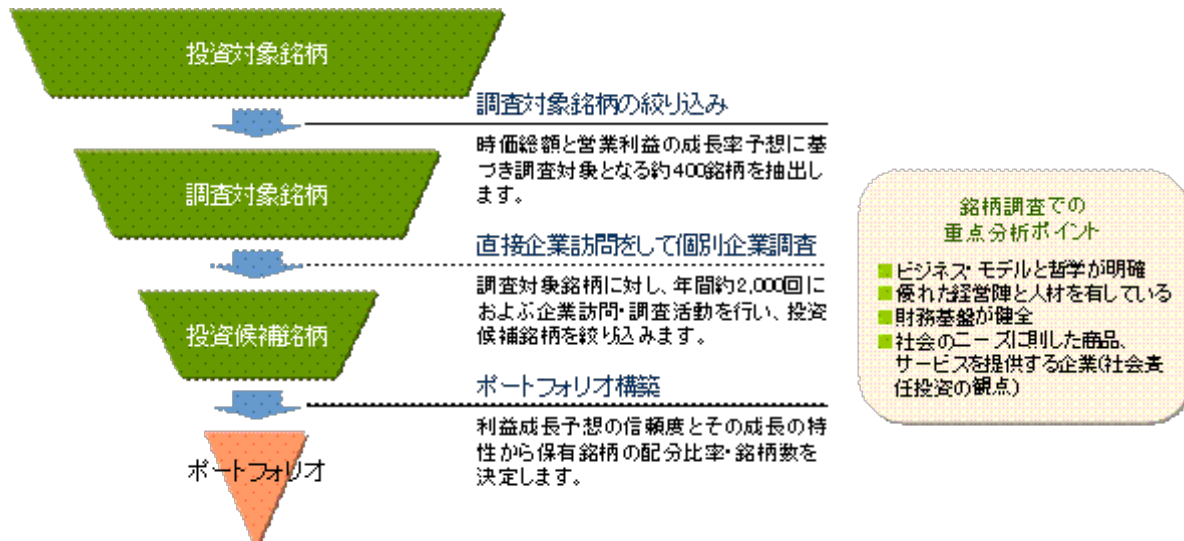 投資対象銘柄
調査対象銘柄の絞り込み
時価総額と営業利益の成長率予想に基
づき調査対象となる約400銘柄を抽出し
ます。
調査対象銘柄
直接企業訪問をして個別企業調査
調査対象銘柄に対し、年間約2,000回に
およぶ企業訪問・調査活動を行い、投資
候補銘柄を絞り込みます。
投資候補銘柄
ポートフォリオ構築
利益成長予想の信頼度とその成長の特
性から保有銘柄の配分比率・銘柄数を
決定します。
ポートフォリオ
銘柄調査での
重点分析ポイント
ビジネス・モデルと哲学が明確
優れた経営陣と人材を有している
財務基盤が健全
社会のニーズに則した商品、
サービスを提供する企業(社会責
任投資の観点)